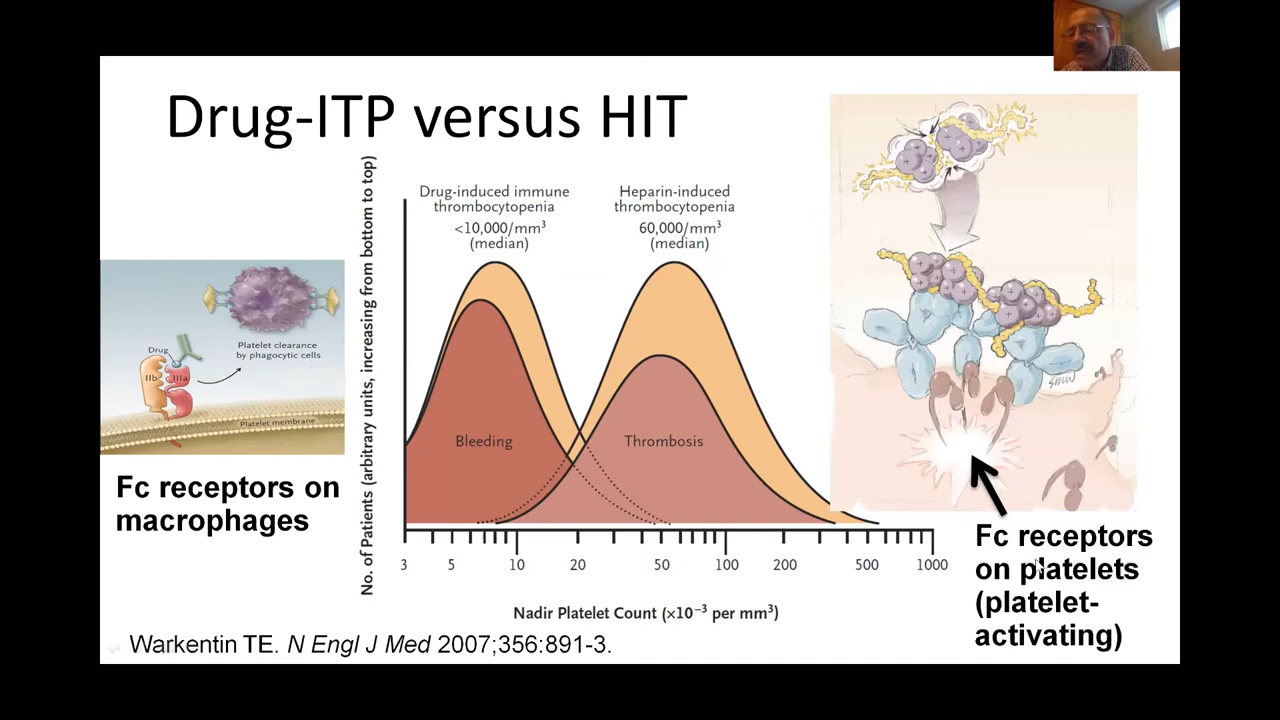 Drug-ITP versus HIT
No. of Patients (arbitrary units, increasing from bottom to top)
Drug-induced immune
thrombocytopenia
<10,000/mm³
(median)
Heparin-induced
thrombocytopenia
60,000/mm³
(median)
Bleeding
Thrombosis
3 5 10 20 50 100 200 500 1000
Nadir Platelet Count (×10⁻³ per mm³)
Platelet clearance
by phagocytic cells
Drug
IIb IIIa
Platelet membrane
Fc receptors on
macrophages
SMW
Fc receptors
on platelets
(platelet-
activating)
Warkentin TE. N Engl J Med 2007;356:891-3.